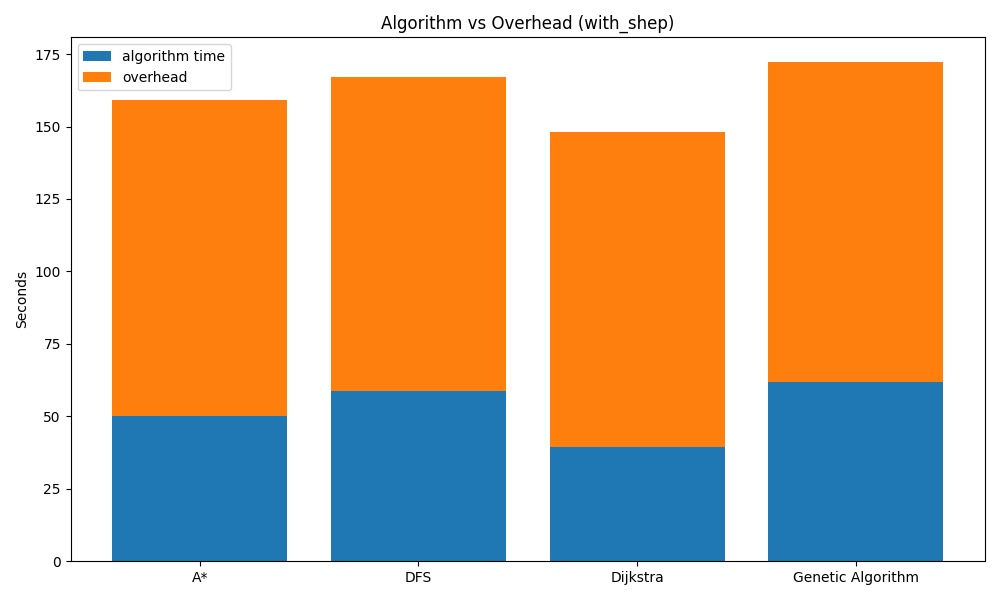 Algorithm vs Overhead (with_shep)
algorithm time
overhead
Seconds
175
150
125
100
75
50
25
0
A*
DFS
Dijkstra
Genetic Algorithm